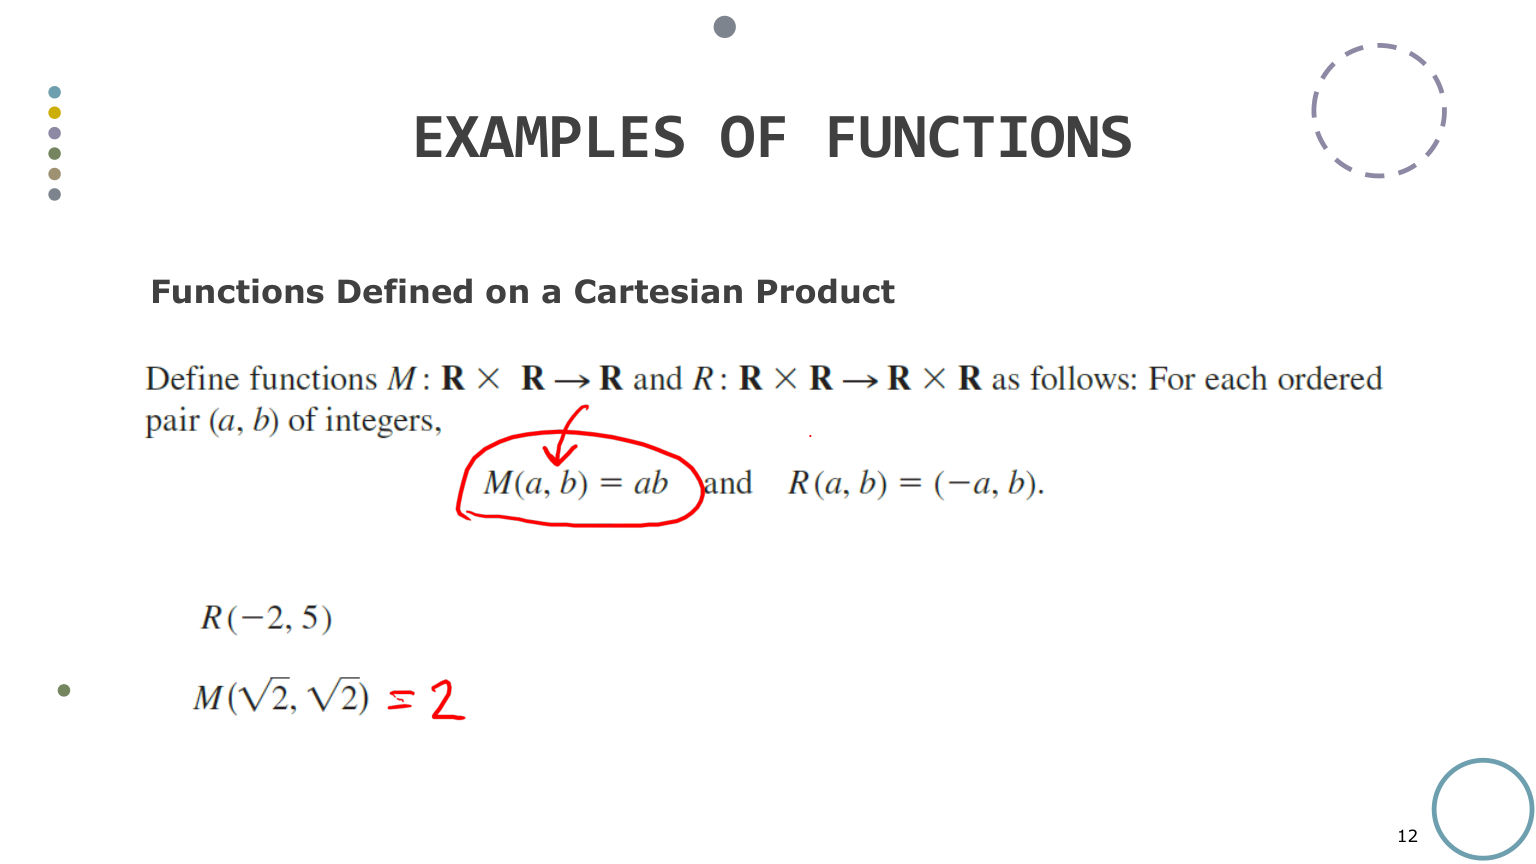 EXAMPLES OF FUNCTIONS
Functions Defined on a Cartesian Product
Define functions M : R × R → R and R : R × R → R × R as follows: For each ordered
pair (a, b) of integers,
M(a, b) = ab and R(a, b) = (−a, b).
R(−2, 5)
M(√2, √2) = 2
12